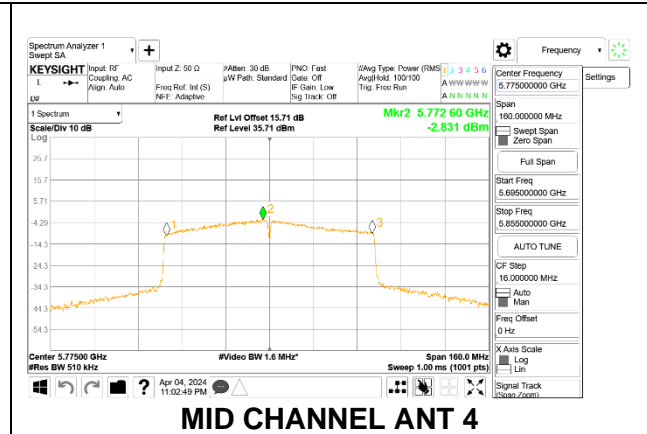 Spectrum Analyzer 1
Swept SA
+
Frequency
KEYSIGHT
L
Input: RF
Coupling: AC
Align: Auto
Input Z: 50 Ω
Freq Ref: Int (S)
NFE: Adaptive
#Atten: 30 dB
µW Path: Standard
PNO: Fast
Gate: Off
IF Gain: Low
Sig Track: Off
#Avg Type: Power (RMS
Avg|Hold: 100/100
Trig: Free Run
1 2 3 4 5 6
A W W W W W
A N N N N N
Center Frequency
5.775000000 GHz
Settings
Span
160.000000 MHz
Swept Span
Zero Span
Full Span
Start Freq
5.695000000 GHz
Stop Freq
5.855000000 GHz
AUTO TUNE
CF Step
16.000000 MHz
Auto
Man
Freq Offset
0 Hz
X Axis Scale
Log
Lin
Signal Track
(Span Zoom)
1 Spectrum
Scale/Div 10 dB
Log
Ref Lvl Offset 15.71 dB
Ref Level 35.71 dBm
Mkr2 5.772 60 GHz
-2.831 dBm
25.7
15.7
5.71
-4.29
-14.3
-24.3
-34.3
-44.3
-54.3
1
2
3
Center 5.77500 GHz
#Res BW 510 kHz
#Video BW 1.6 MHz*
Span 160.0 MHz
Sweep 1.00 ms (1001 pts)
?
Apr 04, 2024
11:02:49 PM
MID CHANNEL ANT 4